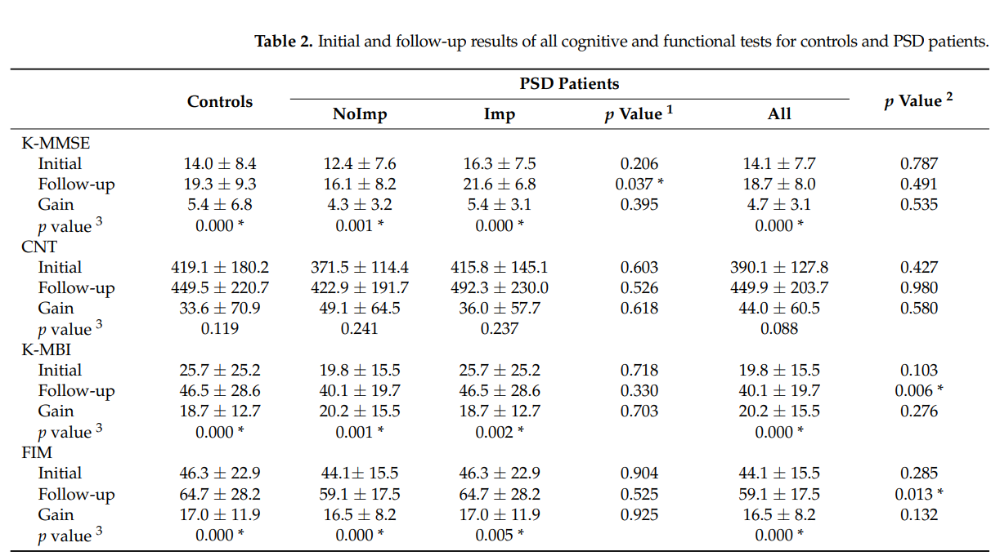 Table 2. Initial and follow-up results of all cognitive and functional tests for controls and PSD patients.
Controls PSD Patients p Value 2
NoImp Imp p Value 1 All
K-MMSE
Initial 14.0 ± 8.4 12.4 ± 7.6 16.3 ± 7.5 0.206 14.1 ± 7.7 0.787
Follow-up 19.3 ± 9.3 16.1 ± 8.2 21.6 ± 6.8 0.037 * 18.7 ± 8.0 0.491
Gain 5.4 ± 6.8 4.3 ± 3.2 5.4 ± 3.1 0.395 4.7 ± 3.1 0.535
p value 3 0.000 * 0.001 * 0.000 * 0.000 *
CNT
Initial 419.1 ± 180.2 371.5 ± 114.4 415.8 ± 145.1 0.603 390.1 ± 127.8 0.427
Follow-up 449.5 ± 220.7 422.9 ± 191.7 492.3 ± 230.0 0.526 449.9 ± 203.7 0.980
Gain 33.6 ± 70.9 49.1 ± 64.5 36.0 ± 57.7 0.618 44.0 ± 60.5 0.580
p value 3 0.119 0.241 0.237 0.088
K-MBI
Initial 25.7 ± 25.2 19.8 ± 15.5 25.7 ± 25.2 0.718 19.8 ± 15.5 0.103
Follow-up 46.5 ± 28.6 40.1 ± 19.7 46.5 ± 28.6 0.330 40.1 ± 19.7 0.006 *
Gain 18.7 ± 12.7 20.2 ± 15.5 18.7 ± 12.7 0.703 20.2 ± 15.5 0.276
p value 3 0.000 * 0.001 * 0.002 * 0.000 *
FIM
Initial 46.3 ± 22.9 44.1± 15.5 46.3 ± 22.9 0.904 44.1 ± 15.5 0.285
Follow-up 64.7 ± 28.2 59.1 ± 17.5 64.7 ± 28.2 0.525 59.1 ± 17.5 0.013 *
Gain 17.0 ± 11.9 16.5 ± 8.2 17.0 ± 11.9 0.925 16.5 ± 8.2 0.132
p value 3 0.000 * 0.000 * 0.005 * 0.000 *